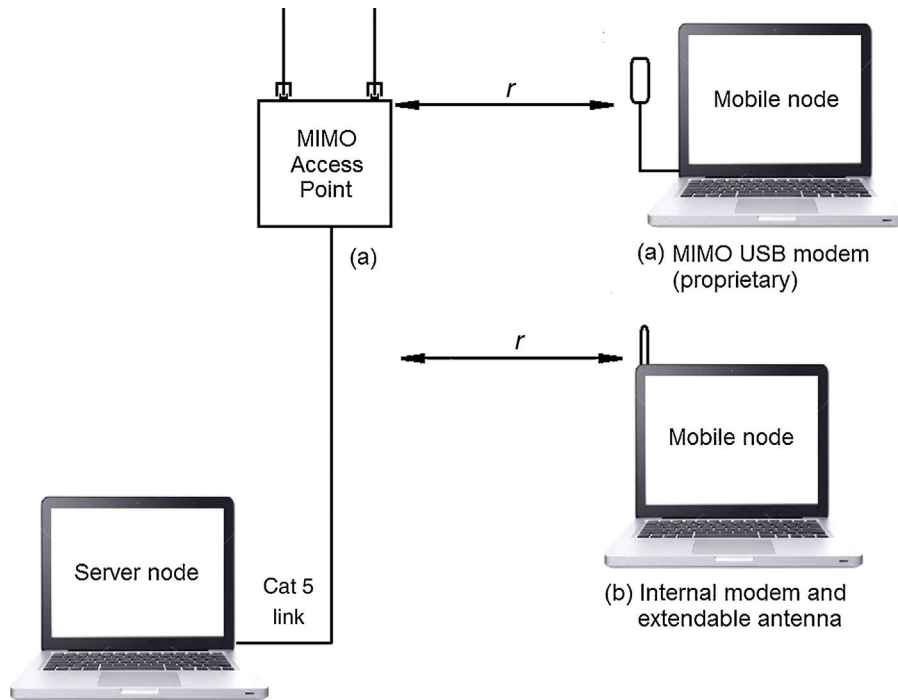 MIMO
Access
Point
(a)
r
Mobile node
(a) MIMO USB modem
(proprietary)
r
Mobile node
(b) Internal modem and
extendable antenna
Server node
Cat 5
link